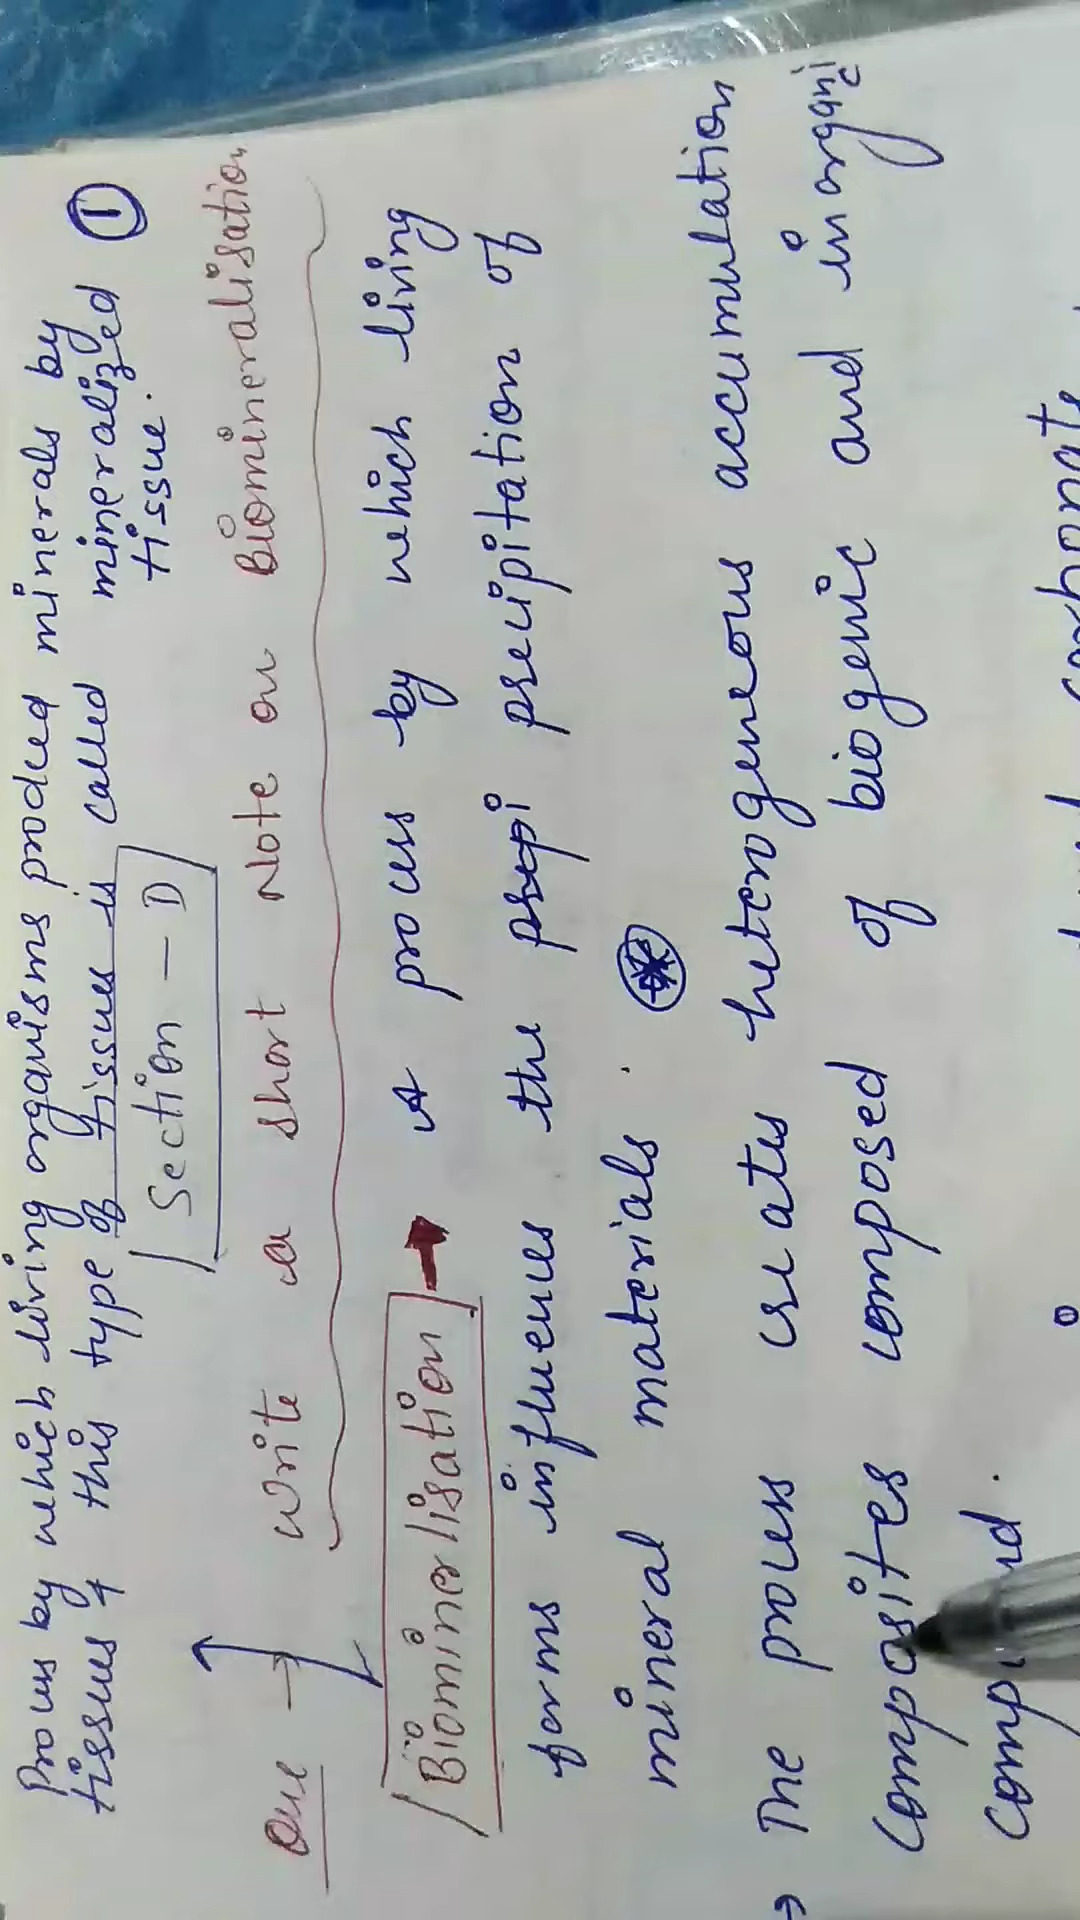 Process by which living organisms produced minerals by
tissues & this type of tissues is called mineralized
tissue.
1
Section - D
Que → Write a short Note on Biomineralisation
Biominerlisation → A process by which living
forms influences the prepi precipitation of
mineral materials.
→ The process creates heterogeneous accumulation
composites composed of biogenic and inorganic